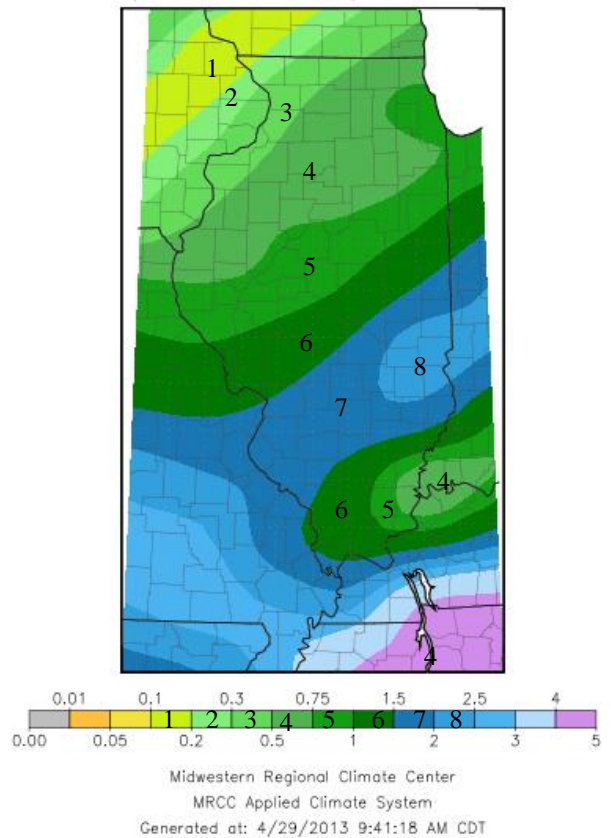 1
2
3
4
5
6
8
7
4
6
5
4
0.01 0.1 0.3 0.75 1.5 2.5 4
1 2 3 4 5 6 7 8
0.00 0.05 0.2 0.5 1 2 3 5
Midwestern Regional Climate Center
MRCC Applied Climate System
Generated at: 4/29/2013 9:41:18 AM CDT